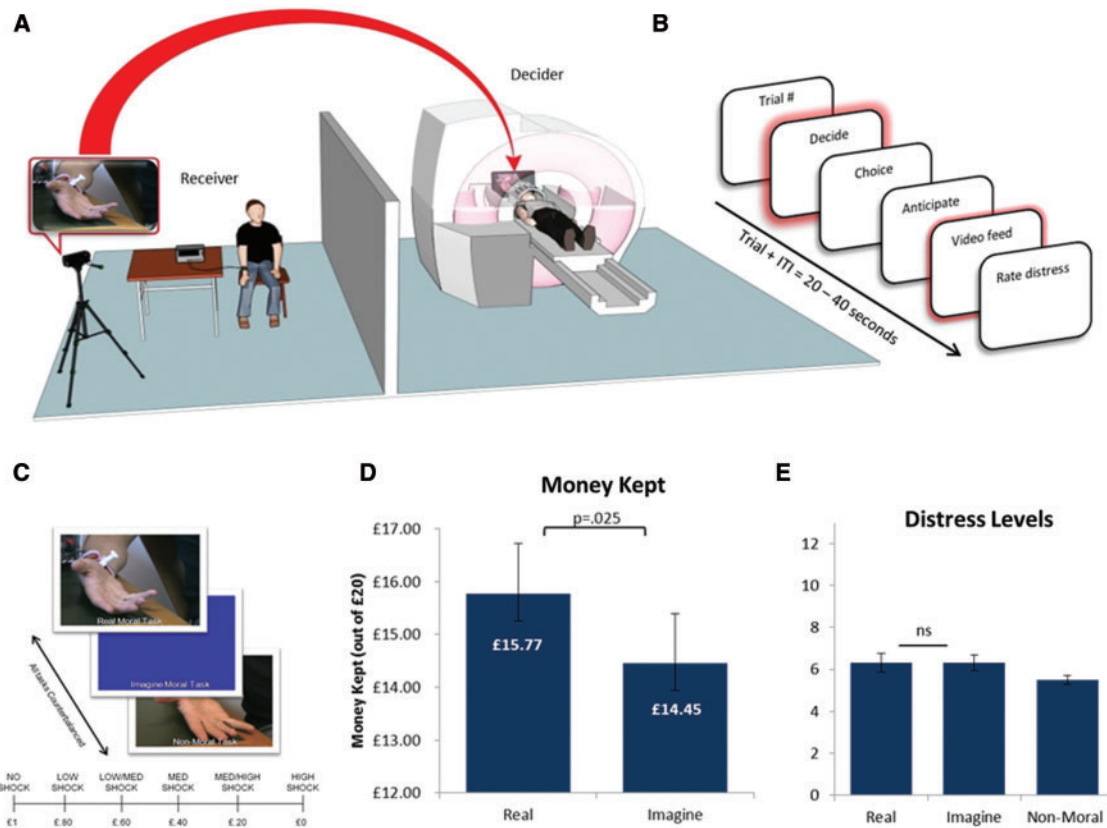 A
Decider
Receiver
B
Trial #
Decide
Choice
Anticipate
Video feed
Rate distress
Trial + ITI = 20 – 40 seconds
C
Real Moral Task
Imagine Moral Task
Non-Moral Task
All tasks Counterbalanced
NO SHOCK
LOW SHOCK
LOW/MED SHOCK
MED SHOCK
MED/HIGH SHOCK
HIGH SHOCK
£1
£.80
£.60
£.40
£.20
£0
D
Money Kept
p=.025
Money Kept (out of £20)
£17.00
£16.00
£15.00
£14.00
£13.00
£12.00
£15.77
£14.45
Real
Imagine
E
Distress Levels
12
10
8
6
4
2
0
ns
Real
Imagine
Non-Moral